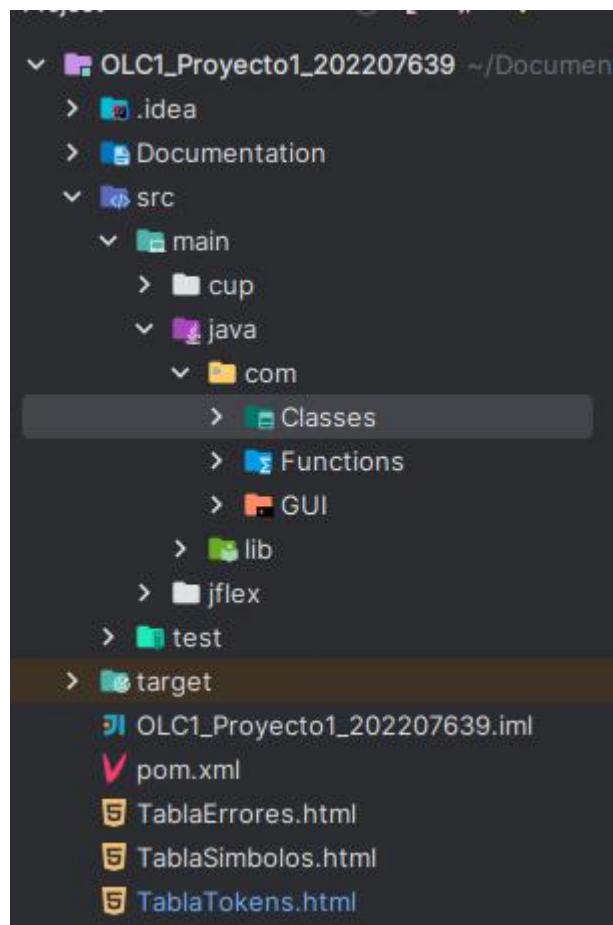 OLC1_Proyecto1_202207639 ~/Documen
.idea
Documentation
src
main
cup
java
com
Classes
Functions
GUI
lib
jflex
test
target
OLC1_Proyecto1_202207639.iml
pom.xml
TablaErrores.html
TablaSimbolos.html
TablaTokens.html